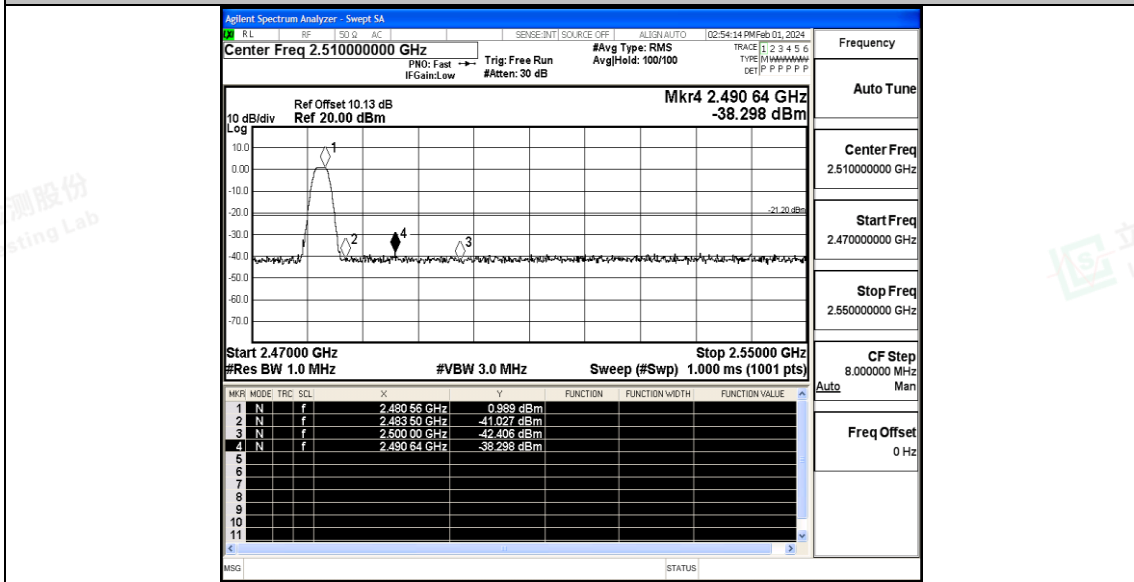 Agilent Spectrum Analyzer - Swept SA
RL RF 50 Ω AC SENSE:INT SOURCE OFF ALIGN AUTO 02:54:14 PM Feb 01, 2024
Center Freq 2.510000000 GHz
PNO: Fast
IFGain:Low
Trig: Free Run
#Atten: 30 dB
#Avg Type: RMS
Avg|Hold: 100/100
TRACE 1 2 3 4 5 6
TYPE M WWWWW
DET P P P P P P
Frequency
Auto Tune
Center Freq
2.510000000 GHz
Start Freq
2.470000000 GHz
Stop Freq
2.550000000 GHz
CF Step
8.000000 MHz
Auto Man
Freq Offset
0 Hz
Mkr4 2.490 64 GHz
-38.298 dBm
Ref Offset 10.13 dB
10 dB/div Ref 20.00 dBm
Log
10.0
0.00
-10.0
-20.0
-30.0
-40.0
-50.0
-60.0
-70.0
1
2
4
3
-21.20 dBm
Start 2.47000 GHz Stop 2.55000 GHz
#Res BW 1.0 MHz #VBW 3.0 MHz Sweep (#Swp) 1.000 ms (1001 pts)
MKR MODE TRC SCL X Y FUNCTION FUNCTION WIDTH FUNCTION VALUE
1 N f 2.480 56 GHz 0.989 dBm
2 N f 2.483 50 GHz -41.027 dBm
3 N f 2.500 00 GHz -42.406 dBm
4 N f 2.490 64 GHz -38.298 dBm
5
6
7
8
9
10
11
MSG STATUS
测股份
sting Lab
立